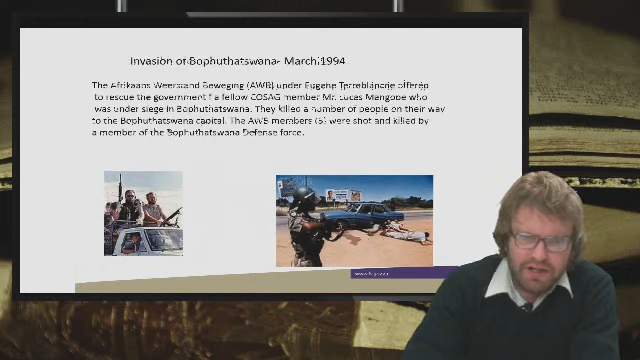 Invasion of Bophuthatswana- March 1994
The Afrikaans Weerstand Beweging (AWB) under Eugene Terreblanche offered
to rescue the government f a fellow COSAG member Mr. Lucas Mangope who
was under siege in Bophuthatswana. They killed a number of people on their way
to the Bophuthatswana capital. The AWB members (3) were shot and killed by
a member of the Bophuthatswana Defense force.